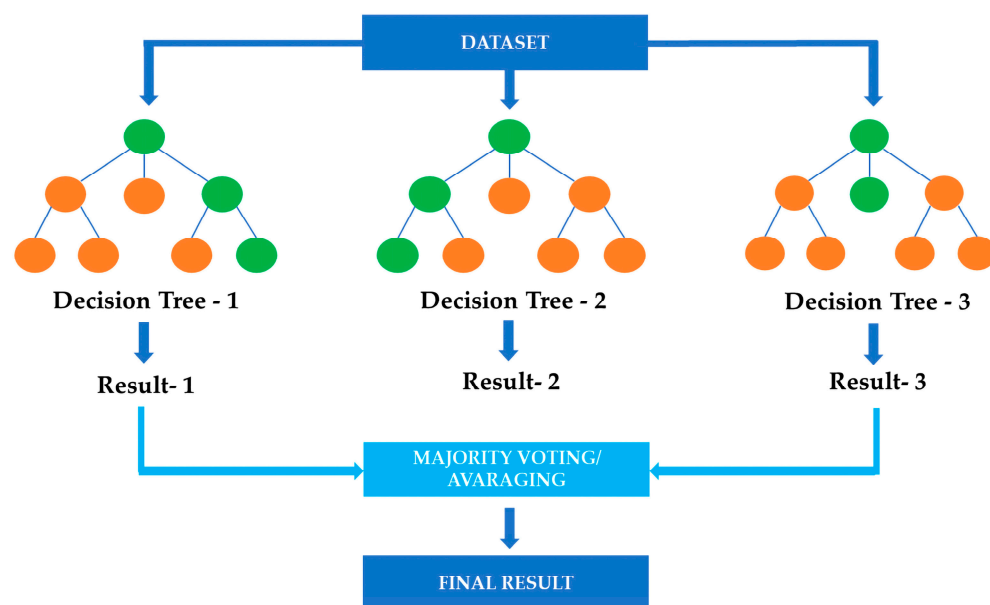 DATASET
Decision Tree - 1
Decision Tree - 2
Decision Tree - 3
Result- 1
Result- 2
Result- 3
MAJORITY VOTING/
AVARAGING
FINAL RESULT